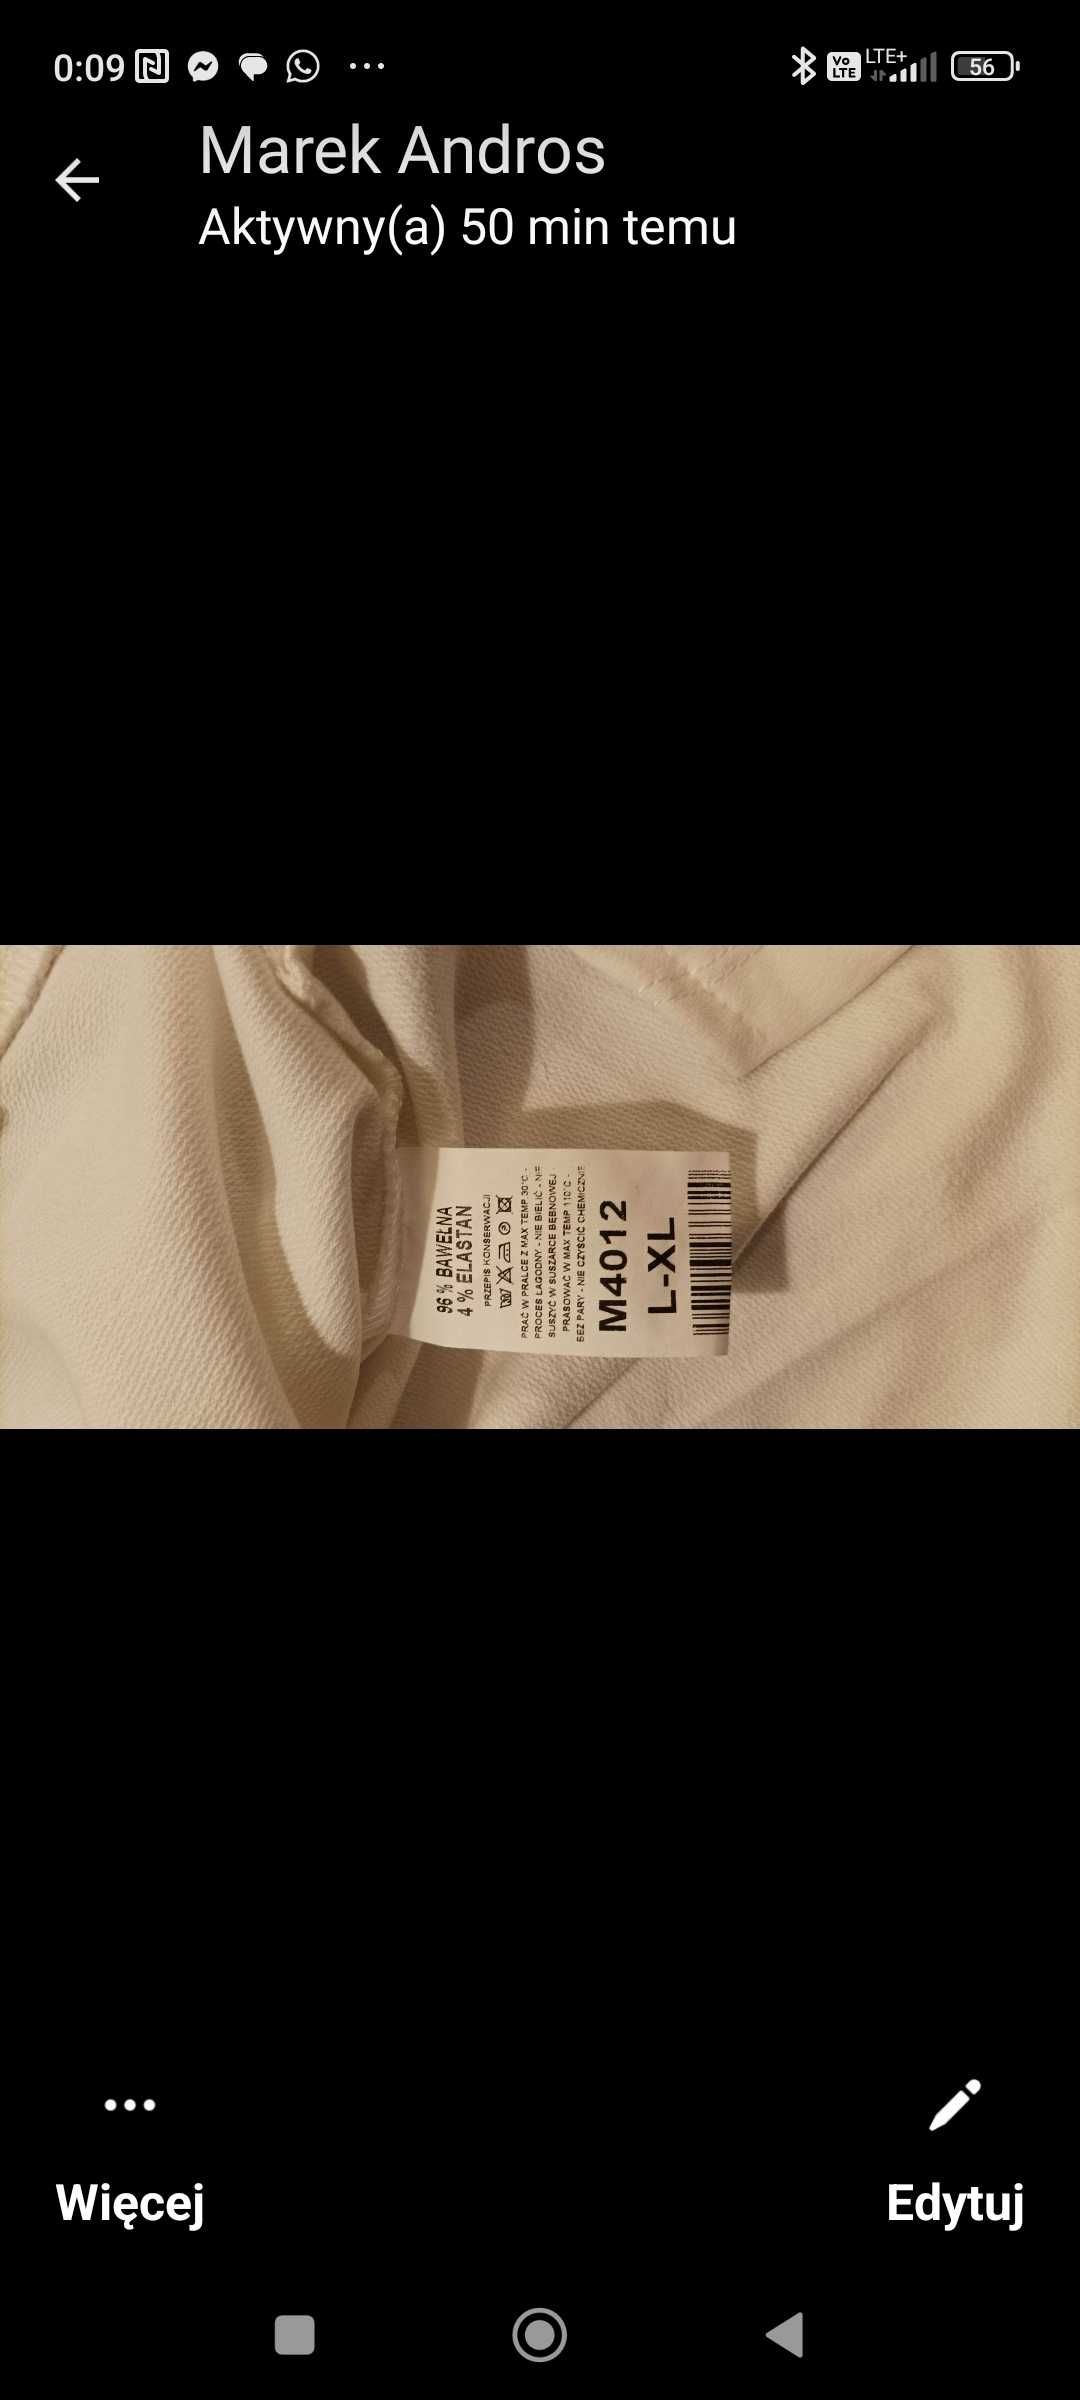 0:09
Vo LTE
LTE+
56
Marek Andros
Aktywny(a) 50 min temu
96 % BAWEŁNA
4 % ELASTAN
PRZEPIS KONSERWACJI
PRAĆ W PRALCE Z MAX TEMP 30°C -
PROCES ŁAGODNY - NIE BIELIĆ - NIE
SUSZYĆ W SUSZARCE BĘBNOWEJ
PRASOWAĆ W MAX TEMP 110°C -
BEZ PARY - NIE CZYŚCIĆ CHEMICZNIE
M4012
L-XL
Więcej
Edytuj